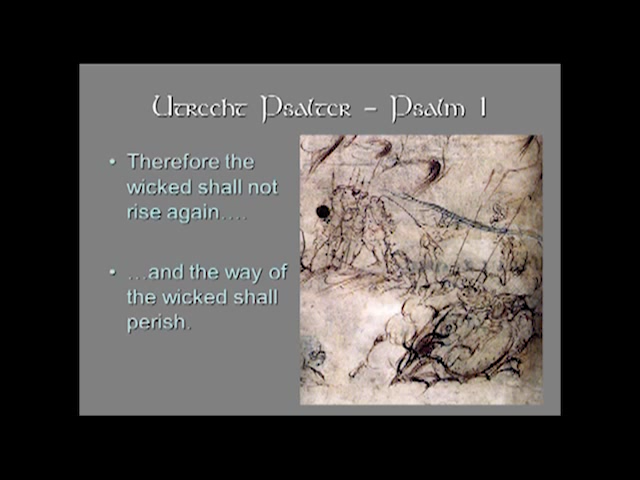 Utrecht Psalter – Psalm 1
• Therefore the
wicked shall not
rise again….
• …and the way of
the wicked shall
perish.